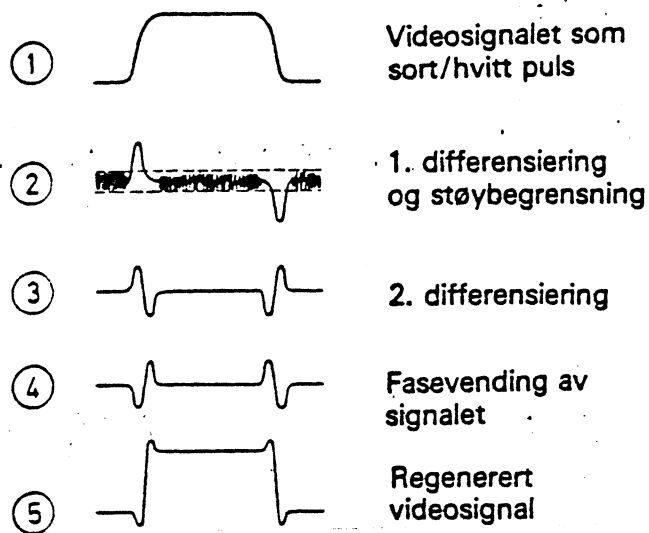 1
Videosignalet som
sort/hvitt puls
2
1. differensiering
og støybegrensning
3
2. differensiering
4
Fasevending av
signalet
5
Regenerert
videosignal